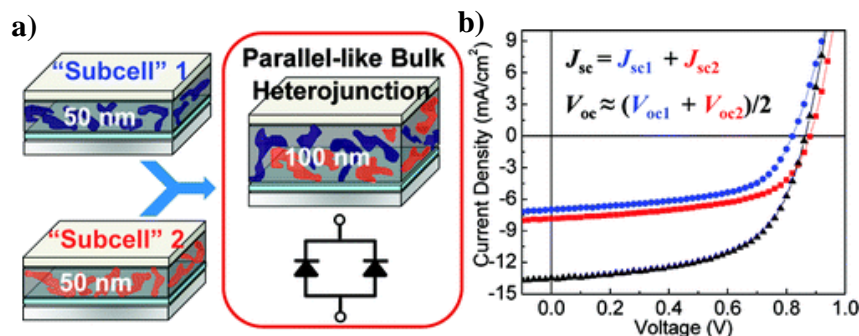 a)
"Subcell" 1
50 nm
"Subcell" 2
50 nm
Parallel-like Bulk
Heterojunction
100 nm
b)
Current Density (mA/cm²)
9
6
3
0
-3
-6
-9
-12
-15
Jsc = Jsc1 + Jsc2
Voc ≈ (Voc1 + Voc2)/2
0.0 0.2 0.4 0.6 0.8 1.0
Voltage (V)